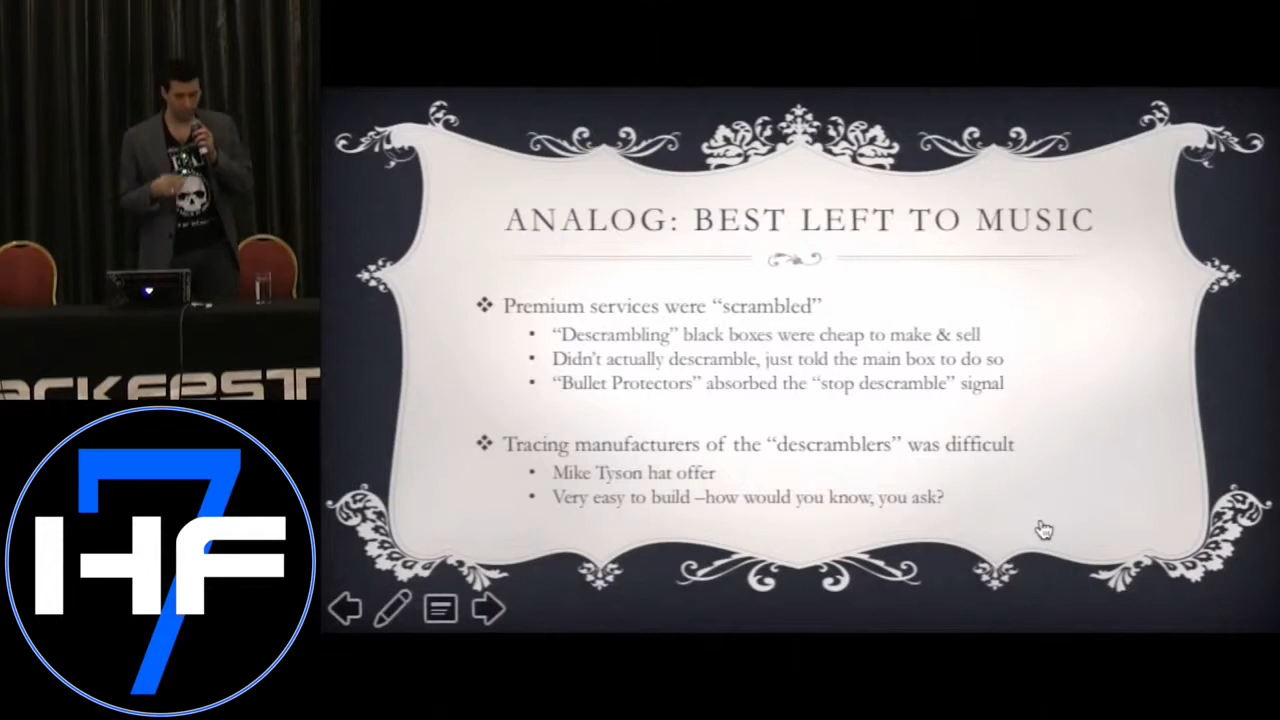 ANALOG: BEST LEFT TO MUSIC
Premium services were “scrambled”
“Descrambling” black boxes were cheap to make & sell
Didn’t actually descramble, just told the main box to do so
“Bullet Protectors” absorbed the “stop descramble” signal
Tracing manufacturers of the “descramblers” was difficult
Mike Tyson hat offer
Very easy to build –how would you know, you ask?
ACKFEST
7
HF